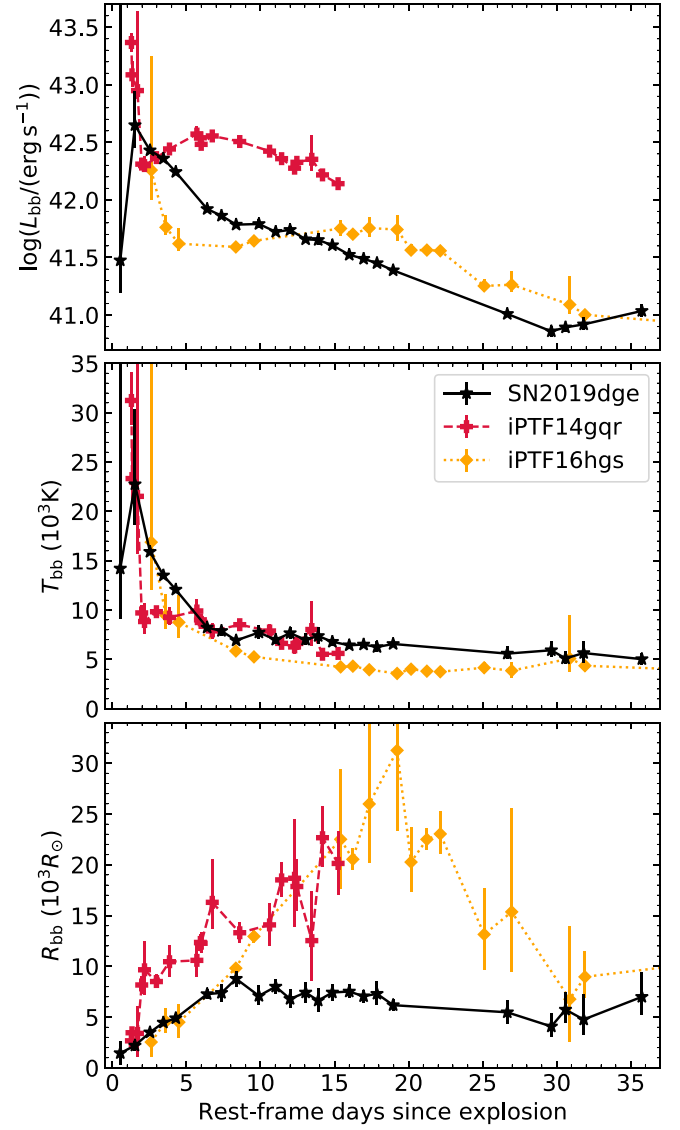 43.5
43.0
42.5
42.0
41.5
41.0
log(L_bb/(erg s⁻¹))
35
30
25
20
15
10
5
0
T_bb (10³K)
SN2019dge
iPTF14gqr
iPTF16hgs
30
25
20
15
10
5
0
R_bb (10³R_⊙)
0 5 10 15 20 25 30 35
Rest-frame days since explosion